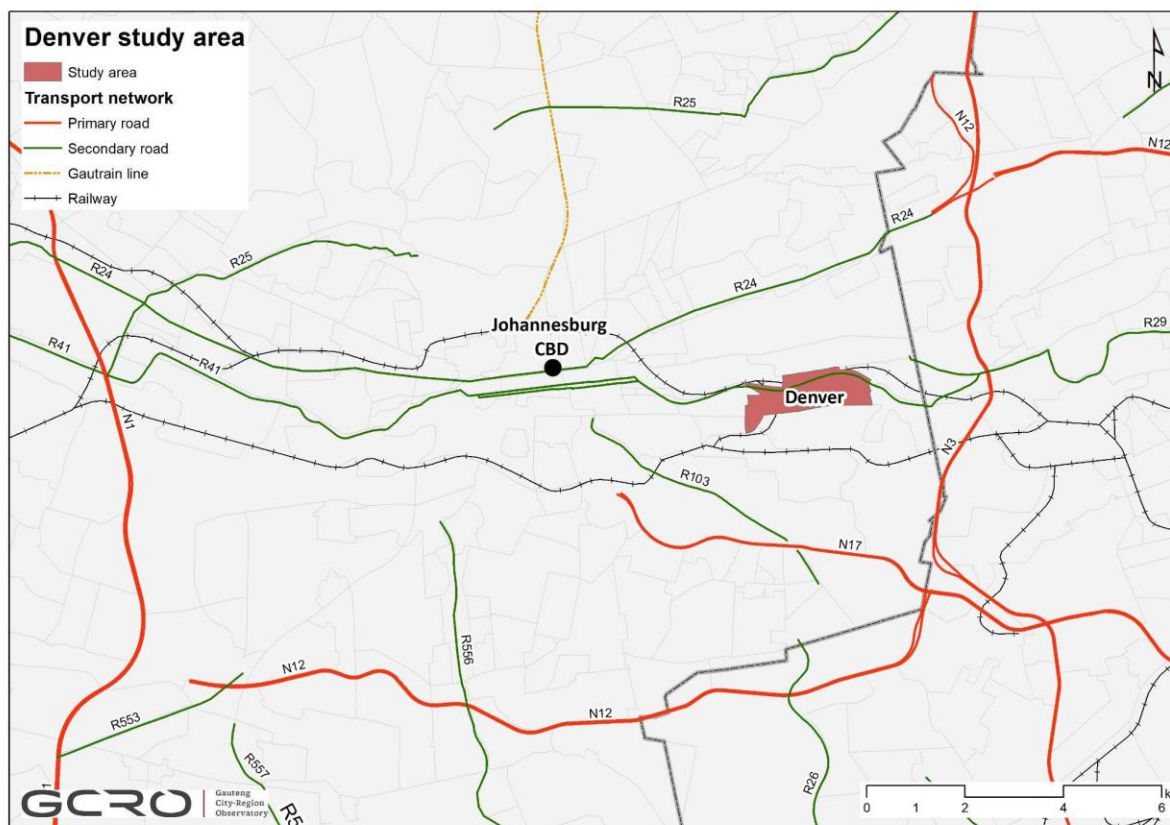 Denver study area
Study area
Transport network
Primary road
Secondary road
Gautrain line
Railway
N
R25
N12
N12
R24
R25
R24
R24
R41
R41
Johannesburg
CBD
R29
Denver
N1
N3
R103
N17
R556
N12
N12
R553
R557
R26
1
R5
GCRO
Gauteng
City-Region
Observatory
0 1 2 4 6